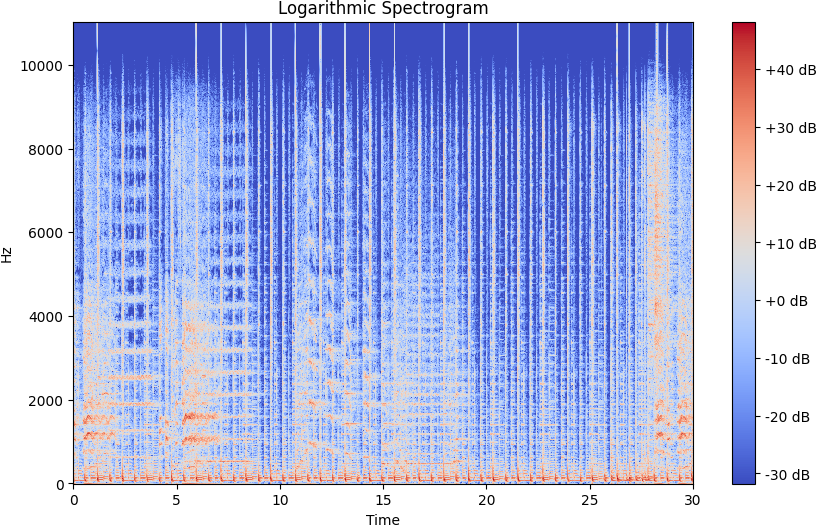 Logarithmic Spectrogram
10000
8000
6000
4000
2000
0
Hz
0 5 10 15 20 25 30
Time
+40 dB
+30 dB
+20 dB
+10 dB
+0 dB
-10 dB
-20 dB
-30 dB